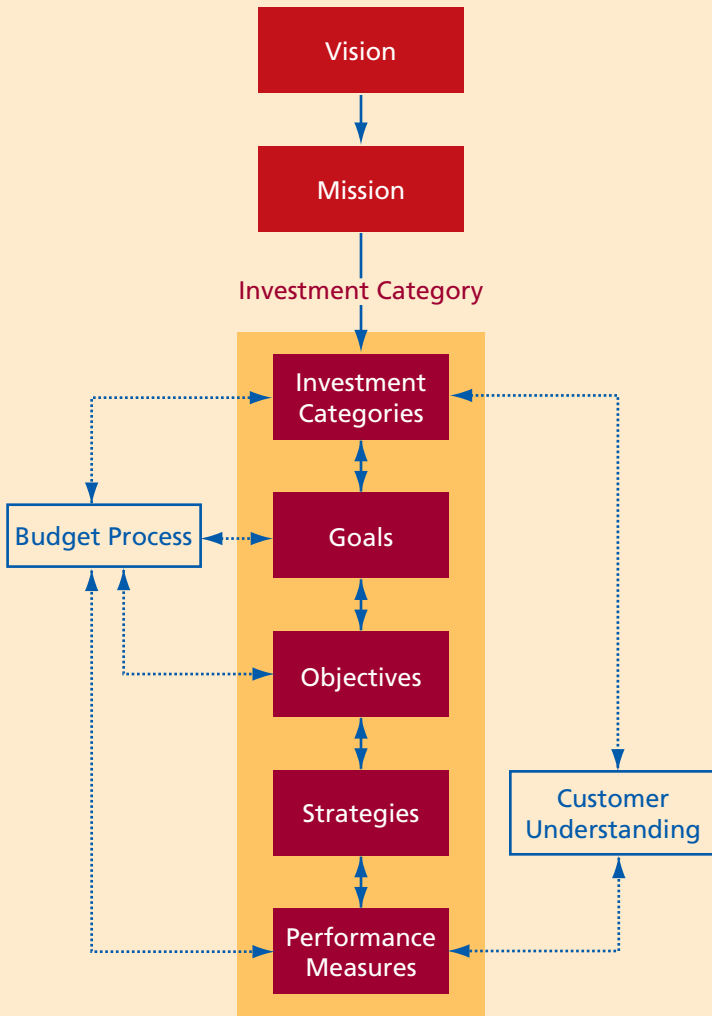 Vision
Mission
Investment Category
Investment
Categories
Budget Process
Goals
Objectives
Strategies
Customer
Understanding
Performance
Measures